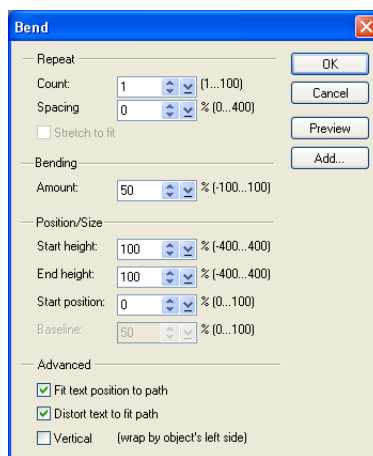 Bend
Repeat
Count: 1 (1...100)
Spacing 0 % (0...400)
Stretch to fit
Bending
Amount: 50 % (-100...100)
Position/Size
Start height: 100 % (-400...400)
End height: 100 % (-400...400)
Start position: 0 % (0...100)
Baseline: 50 % (0...100)
Advanced
Fit text position to path
Distort text to fit path
Vertical (wrap by object's left side)
OK
Cancel
Preview
Add...